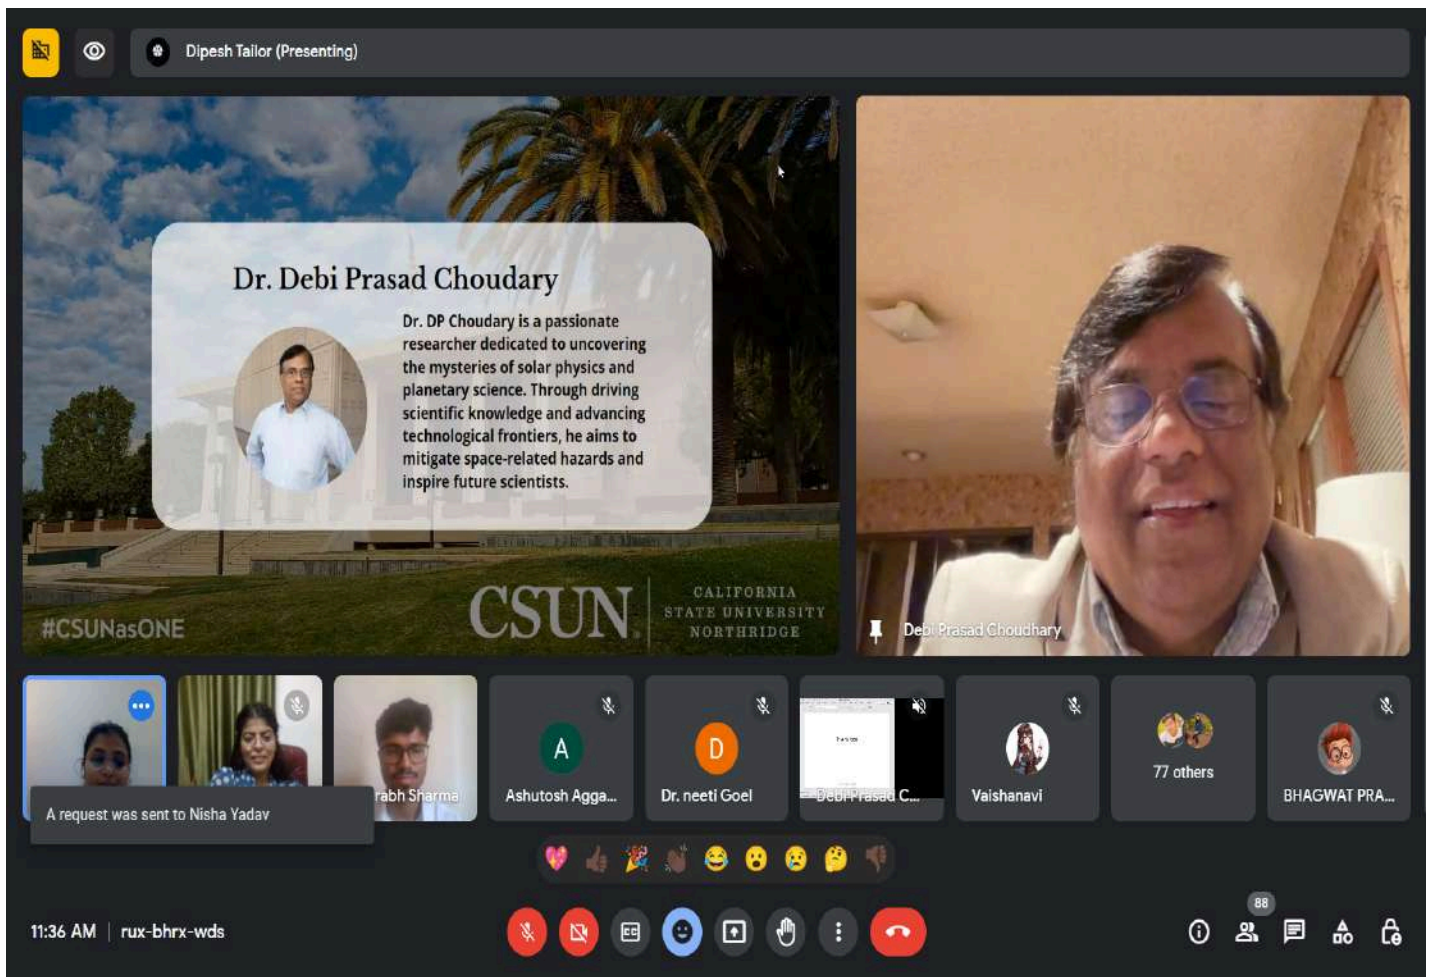 Dipesh Tailor (Presenting)
Dr. Debi Prasad Choudary
Dr. DP Choudary is a passionate
researcher dedicated to uncovering
the mysteries of solar physics and
planetary science. Through driving
scientific knowledge and advancing
technological frontiers, he aims to
mitigate space-related hazards and
inspire future scientists.
#CSUNasONE
CSUN
CALIFORNIA
STATE UNIVERSITY
NORTHRIDGE
Debi Prasad Choudhary
A request was sent to Nisha Yadav
rabh Sharma
A
Ashutosh Agga...
D
Dr. neeti Goel
Debi Prasad C...
Vaishanavi
77 others
BHAGWAT PRA...
11:36 AM | rux-bhrx-wds
CC
88